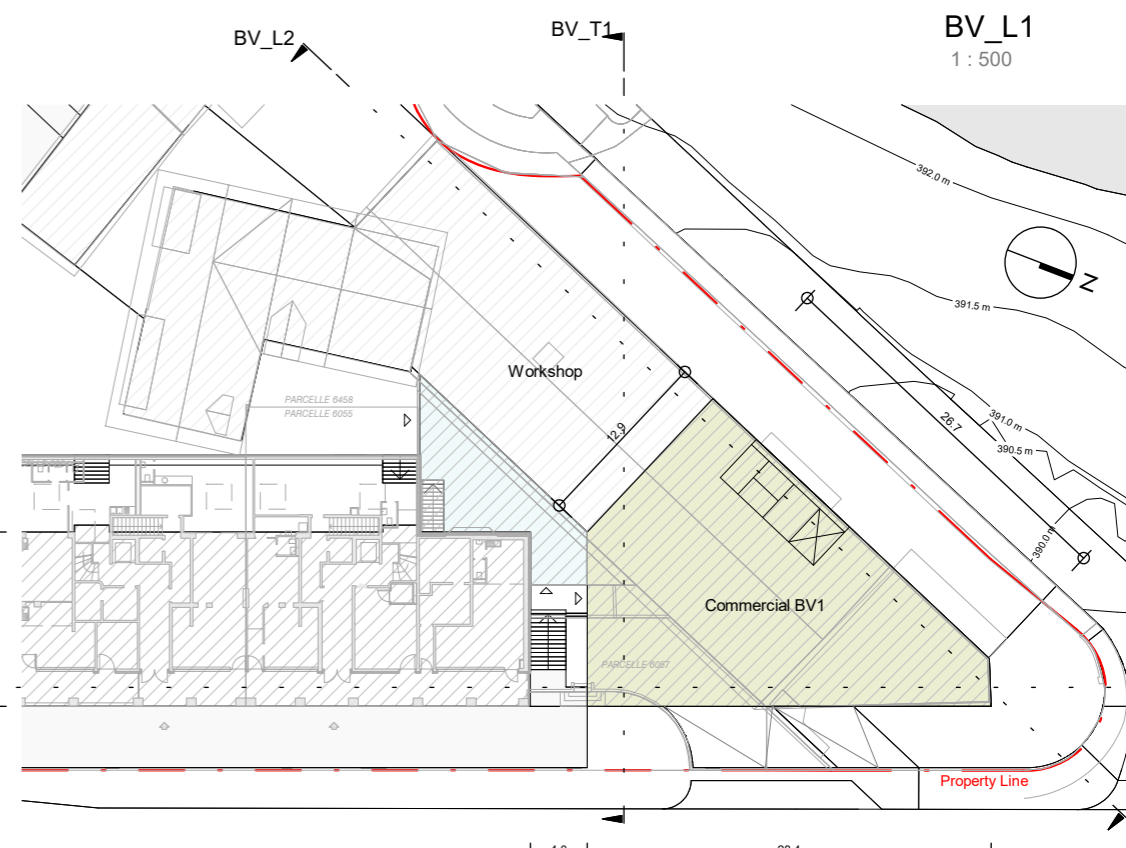 BV_L1
BV_T1
BV_L2
1 : 500
392.0 m
Z
391.5 m
Workshop
PARCELLE 6458
PARCELLE 6055
391.0 m
26.7
12.9
390.5 m
390.0 m
Commercial BV1
PARCELLE 6057
Property Line